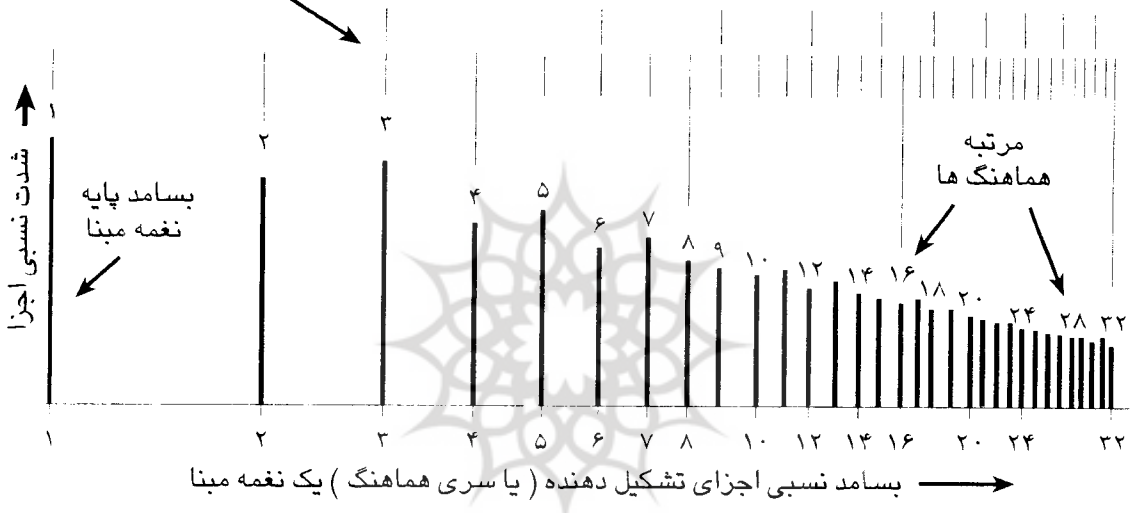 شدت نسبی اجزا
۱
۲
۳
۴
۵
۶
۷
۸
۹
۱۰
۱۲
۱۴
۱۶
۱۸
۲۰
۲۴
۲۸
۳۲
بسامد پایه
نغمه مبنا
مرتبه
هماهنگ ها
۱ ۲ ۳ ۴ ۵ ۶ ۷ ۸ ۱۰ ۱۲ ۱۴ ۱۶ ۲۰ ۲۴ ۳۲
بسامد نسبی اجزای تشکیل دهنده ( یا سری هماهنگ ) یک نغمه مبنا